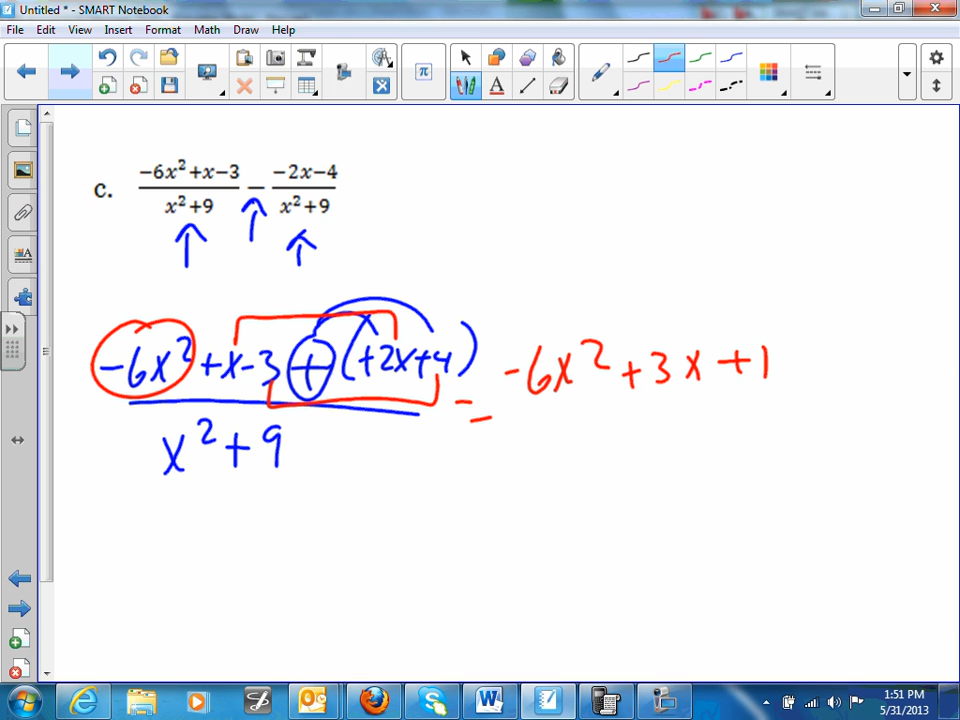 Untitled * - SMART Notebook
File Edit View Insert Format Math Draw Help
π
A
c. (-6x²+x-3)/(x²+9) - (-2x-4)/(x²+9)
(-6x²+x-3+(+2x+4))/(x²+9) = -6x²+3x+1
1:51 PM
5/31/2013